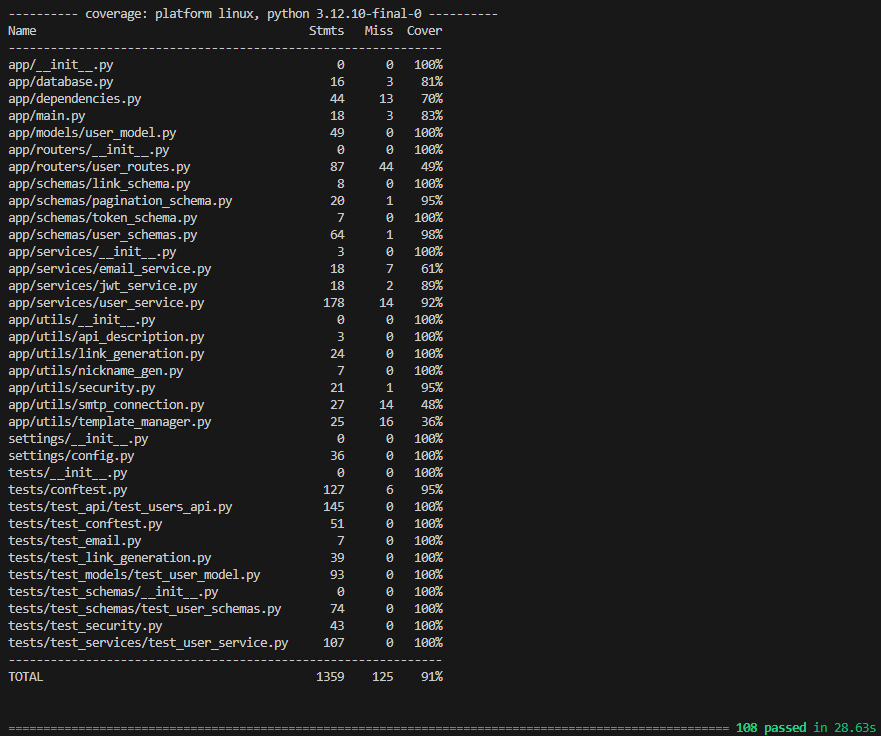 ---------- coverage: platform linux, python 3.12.10-final-0 ----------
Name                                       Stmts   Miss  Cover
--------------------------------------------------------------
app/__init__.py                                0      0   100%
app/database.py                               16      3    81%
app/dependencies.py                           44     13    70%
app/main.py                                   18      3    83%
app/models/user_model.py                      49      0   100%
app/routers/__init__.py                        0      0   100%
app/routers/user_routes.py                    87     44    49%
app/schemas/link_schema.py                     8      0   100%
app/schemas/pagination_schema.py              20      1    95%
app/schemas/token_schema.py                    7      0   100%
app/schemas/user_schemas.py                   64      1    98%
app/services/__init__.py                       3      0   100%
app/services/email_service.py                 18      7    61%
app/services/jwt_service.py                   18      2    89%
app/services/user_service.py                 178     14    92%
app/utils/__init__.py                          0      0   100%
app/utils/api_description.py                   3      0   100%
app/utils/link_generation.py                  24      0   100%
app/utils/nickname_gen.py                      7      0   100%
app/utils/security.py                         21      1    95%
app/utils/smtp_connection.py                  27     14    48%
app/utils/template_manager.py                 25     16    36%
settings/__init__.py                           0      0   100%
settings/config.py                            36      0   100%
tests/__init__.py                              0      0   100%
tests/conftest.py                            127      6    95%
tests/test_api/test_users_api.py             145      0   100%
tests/test_conftest.py                        51      0   100%
tests/test_email.py                            7      0   100%
tests/test_link_generation.py                 39      0   100%
tests/test_models/test_user_model.py          93      0   100%
tests/test_schemas/__init__.py                 0      0   100%
tests/test_schemas/test_user_schemas.py       74      0   100%
tests/test_security.py                        43      0   100%
tests/test_services/test_user_service.py     107      0   100%
--------------------------------------------------------------
TOTAL                                       1359    125    91%
======================================================================================================= 108 passed in 28.63s